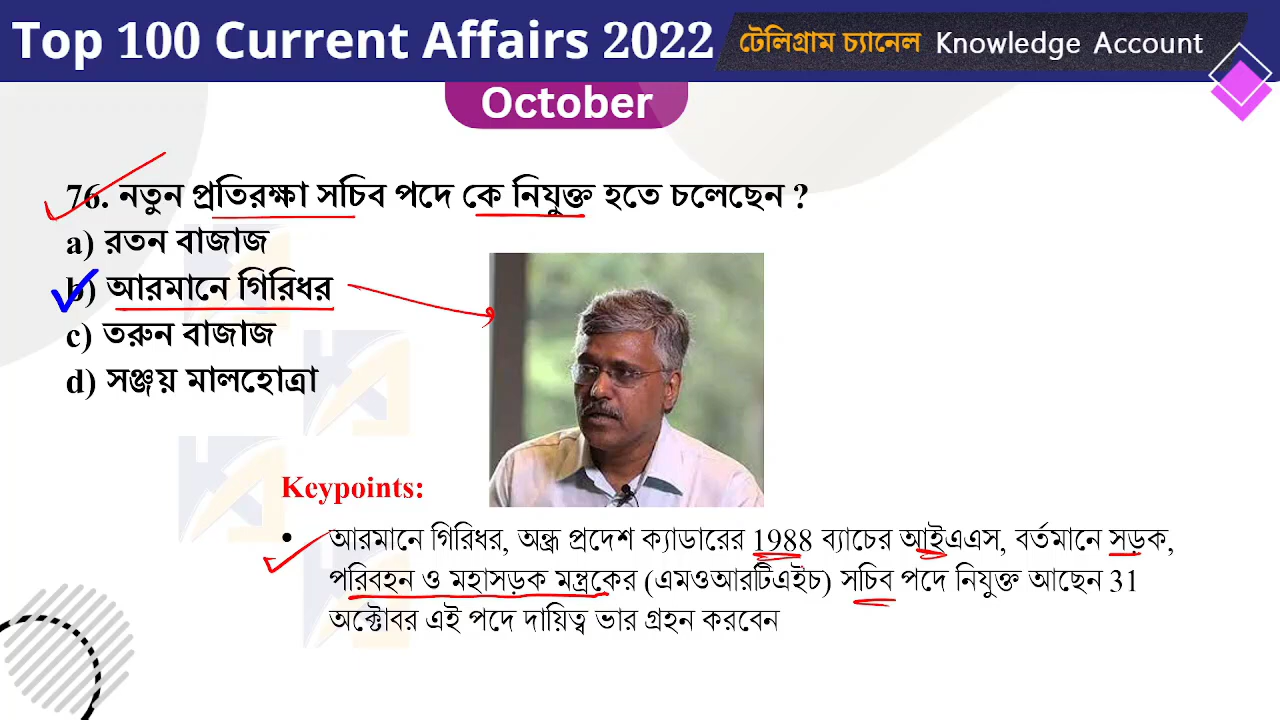 Top 100 Current Affairs 2022 টেলিগ্রাম চ্যানেল Knowledge Account
October
76. নতুন প্রতিরক্ষা সচিব পদে কে নিযুক্ত হতে চলেছেন ?
a) রতন বাজাজ
b) আরমানে গিরিধর
c) তরুন বাজাজ
d) সঞ্জয় মালহোত্রা
Keypoints:
• আরমানে গিরিধর, অন্ধ্র প্রদেশ ক্যাডারের 1988 ব্যাচের আইএএস, বর্তমানে সড়ক,
পরিবহন ও মহাসড়ক মন্ত্রকের (এমওআরটিএইচ) সচিব পদে নিযুক্ত আছেন 31
অক্টোবর এই পদে দায়িত্ব ভার গ্রহন করবেন